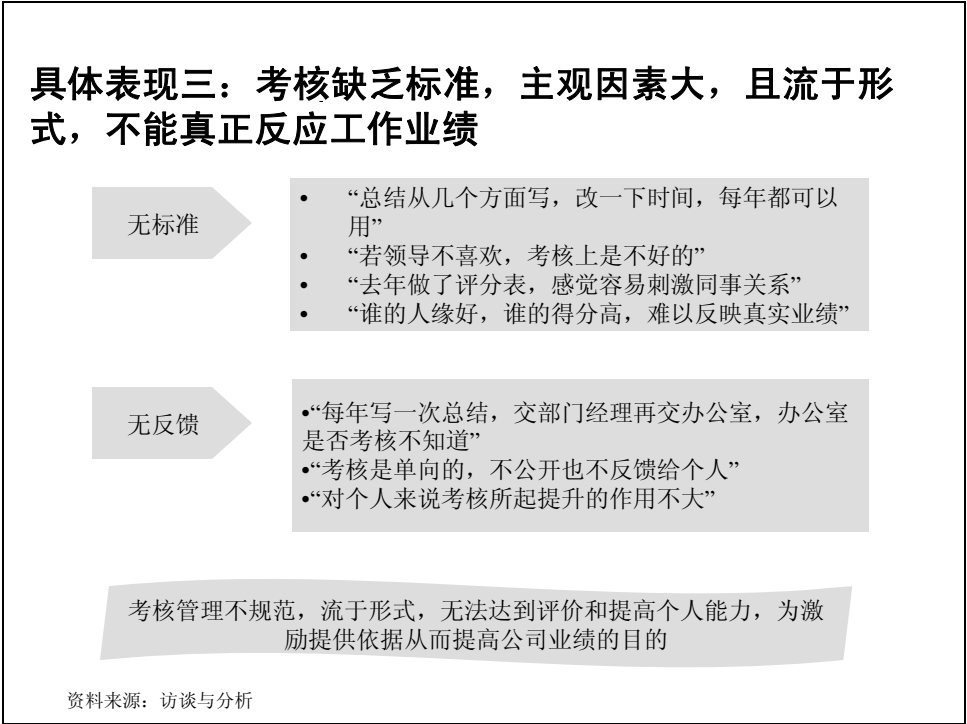 具体表现三：考核缺乏标准，主观因素大，且流于形
式，不能真正反应工作业绩
无标准
• “总结从几个方面写，改一下时间，每年都可以
用”
• “若领导不喜欢，考核上是不好的”
• “去年做了评分表，感觉容易刺激同事关系”
• “谁的人缘好，谁的得分高，难以反映真实业绩”
无反馈
•“每年写一次总结，交部门经理再交办公室，办公室
是否考核不知道”
•“考核是单向的，不公开也不反馈给个人”
•“对个人来说考核所起提升的作用不大”
考核管理不规范，流于形式，无法达到评价和提高个人能力，为激
励提供依据从而提高公司业绩的目的
资料来源：访谈与分析